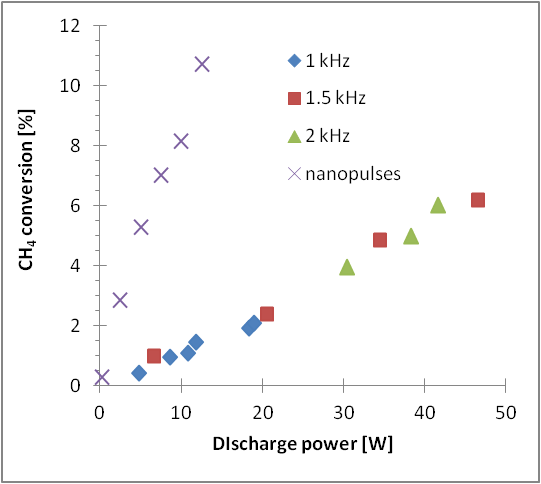 12
10
8
6
4
2
0
CH4 conversion [%]
1 kHz
1.5 kHz
2 kHz
nanopulses
0 10 20 30 40 50
DIscharge power [W]